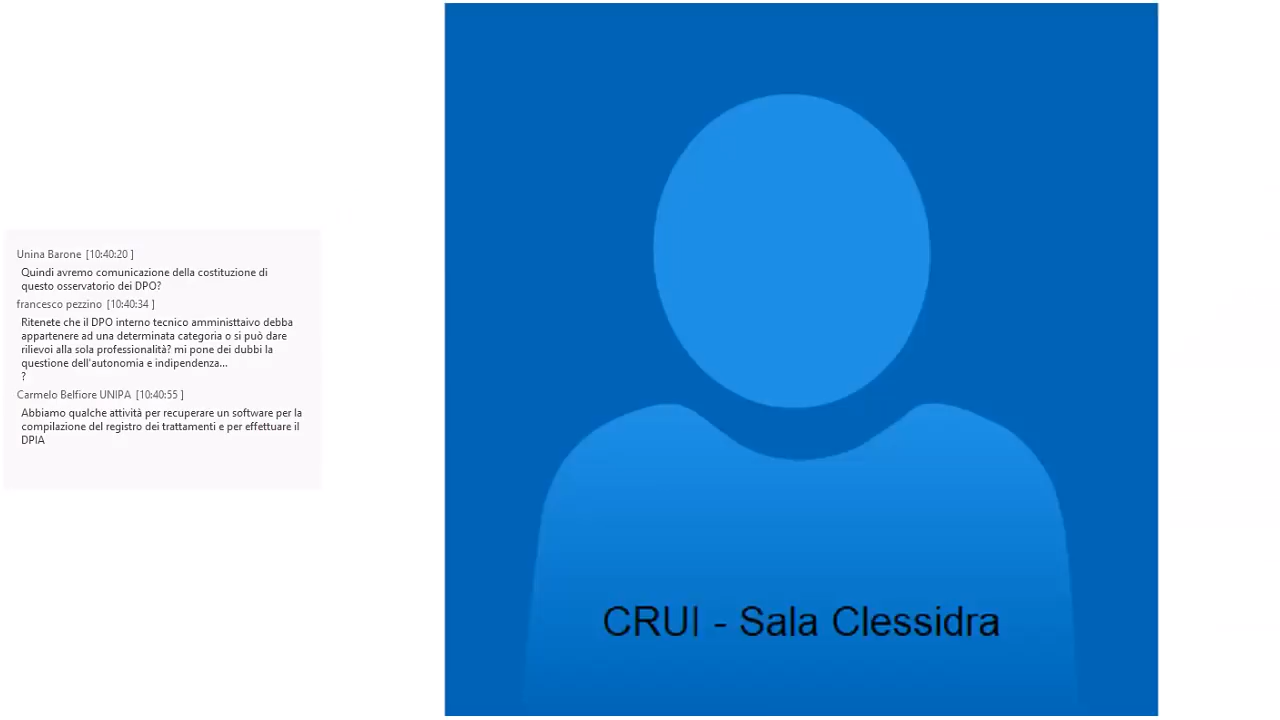 Unina Barone [10:40:20 ]
Quindi avremo comunicazione della costituzione di
questo osservatorio dei DPO?
francesco pezzino [10:40:34 ]
Ritenete che il DPO interno tecnico amministtaivo debba
appartenere ad una determinata categoria o si può dare
rilievoi alla sola professionalità? mi pone dei dubbi la
questione dell'autonomia e indipendenza...
?
Carmelo Belfiore UNIPA [10:40:55 ]
Abbiamo qualche attività per recuperare un software per la
compilazione del registro dei trattamenti e per effettuare il
DPIA
CRUI - Sala Clessidra